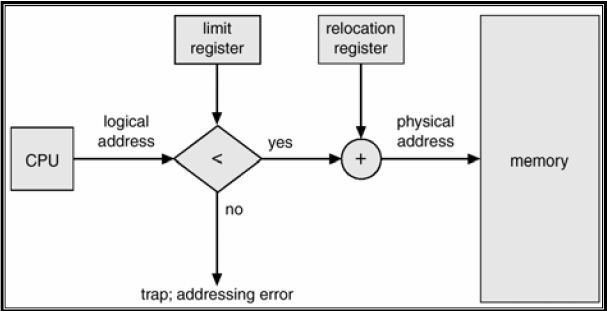 limit
register
relocation
register
logical
address
physical
address
CPU
<
yes
+
memory
no
trap; addressing error